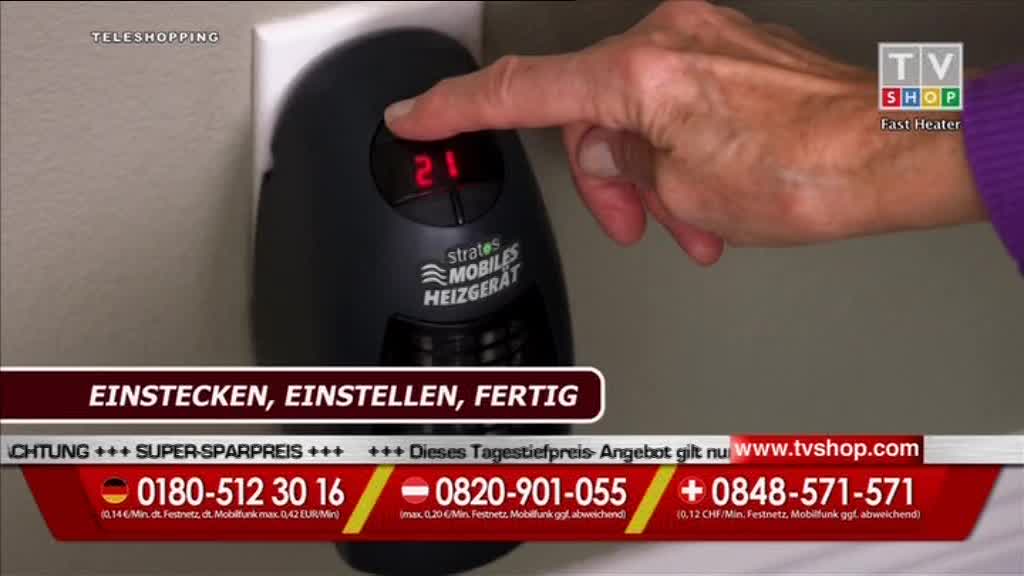 TELESHOPPING
TV
SHOP
Fast Heater
21
stratos
MOBILES
HEIZGERÄT
EINSTECKEN, EINSTELLEN, FERTIG
ACHTUNG +++ SUPER-SPARPREIS +++ +++ Dieses Tagestiefpreis- Angebot gilt nur
www.tvshop.com
0180-512 30 16 0820-901-055 0848-571-571
(0,14 €/Min. dt. Festnetz, dt. Mobilfunk max. 0,42 EUR/Min) (max. 0,20 €/Min. Festnetz, Mobilfunk ggf. abweichend) (0,12 CHF/Min. Festnetz, Mobilfunk ggf. abweichend)